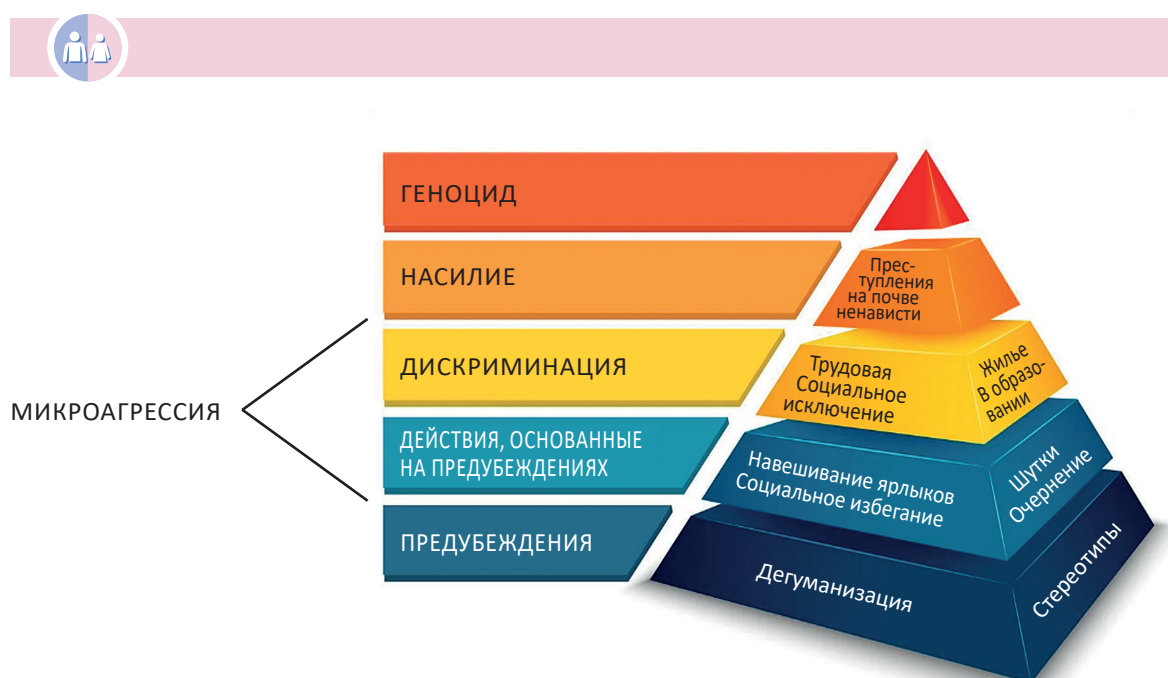 ГЕНОЦИД
НАСИЛИЕ
Прес-
тупления
на почве
ненависти
ДИСКРИМИНАЦИЯ
Трудовая
Социальное
исключение
Жилье
В образо-
вании
МИКРОАГРЕССИЯ
ДЕЙСТВИЯ, ОСНОВАННЫЕ
НА ПРЕДУБЕЖДЕНИЯХ
Навешивание ярлыков
Социальное избегание
Шутки
Очернение
ПРЕДУБЕЖДЕНИЯ
Дегуманизация
Стереотипы